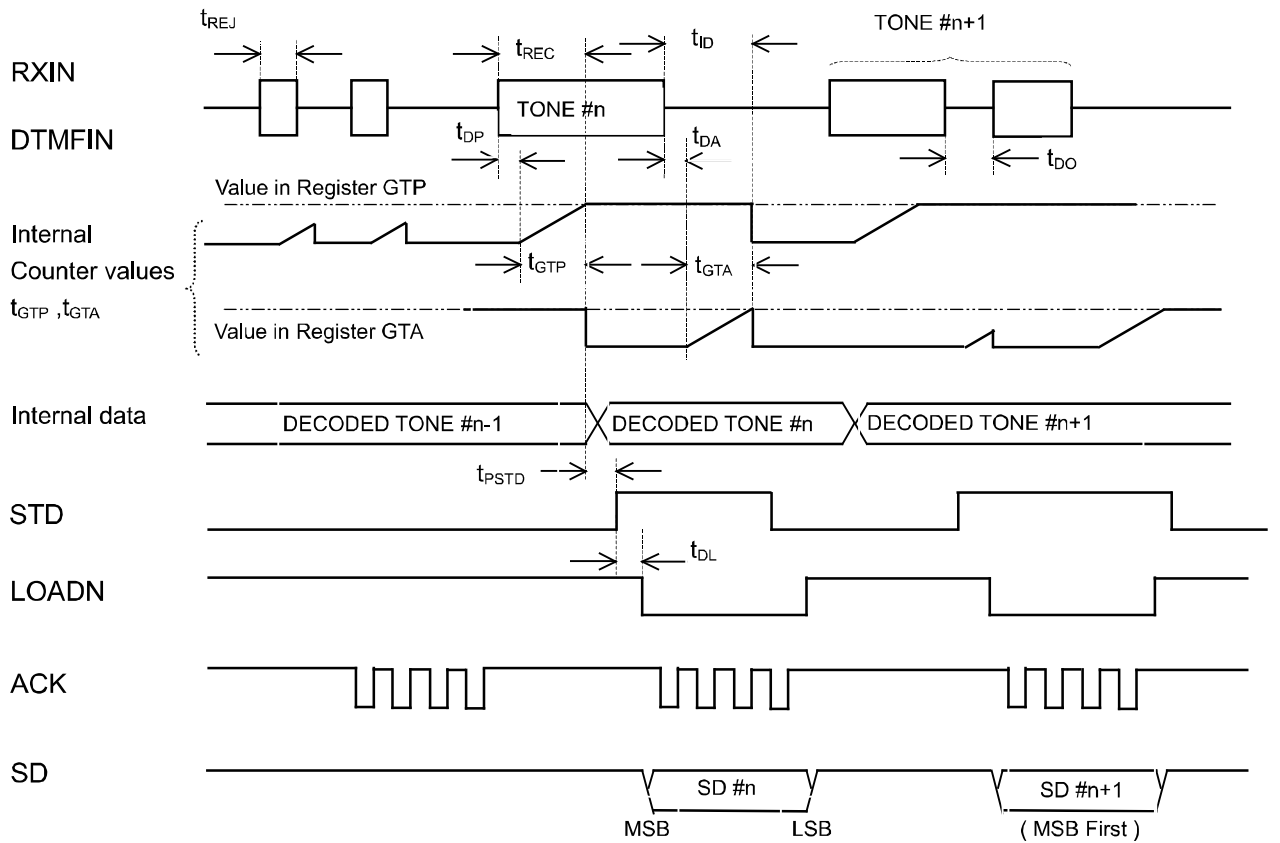 tREJ
tREC
tID
TONE #n+1
RXIN
TONE #n
DTMFIN
tDP
tDA
tDO
Value in Register GTP
Internal
Counter values
tGTP ,tGTA
tGTP
tGTA
Value in Register GTA
Internal data
DECODED TONE #n-1
DECODED TONE #n
DECODED TONE #n+1
tPSTD
STD
tDL
LOADN
ACK
SD
SD #n
SD #n+1
MSB
LSB
( MSB First )